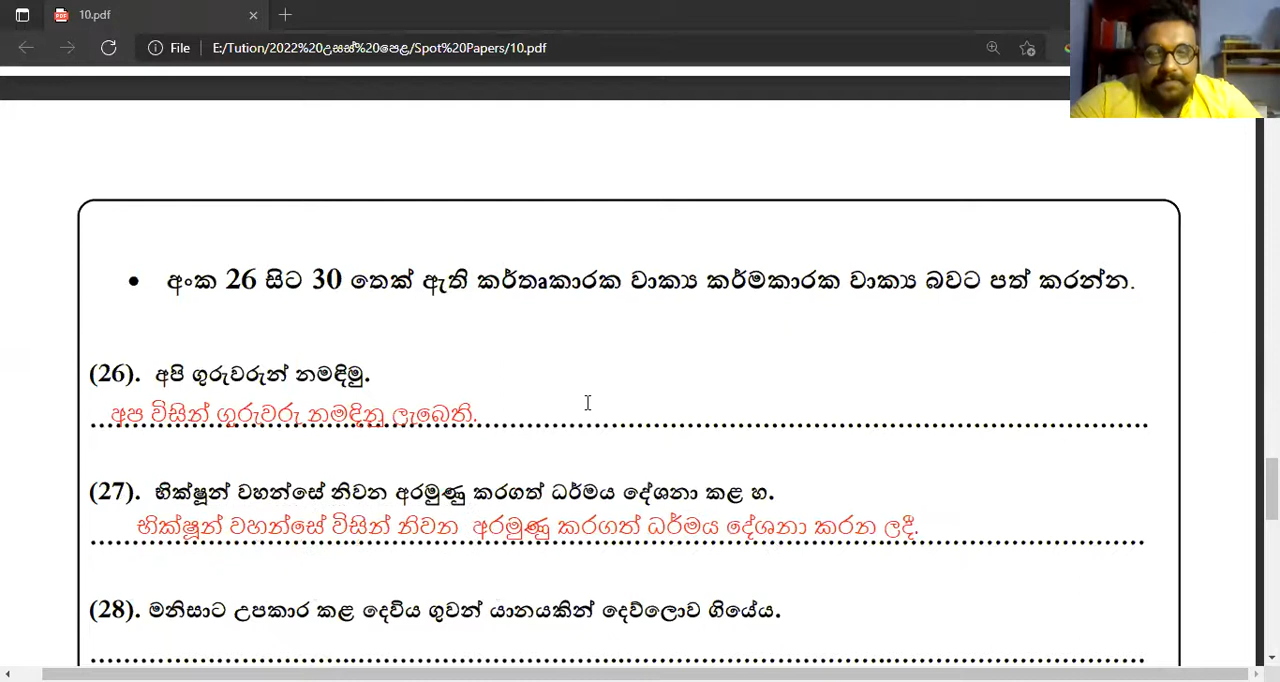 10.pdf
File E:/Tution/2022%20උසස්%20පෙළ/Spot%20Papers/10.pdf
• අංක 26 සිට 30 තෙක් ඇති කර්තෘකාරක වාක්‍ය කර්මකාරක වාක්‍ය බවට පත් කරන්න.
(26). අපි ගුරුවරුන් නමඳිමු.
අප විසින් ගුරුවරු නමඳිනු ලැබෙති.
(27). භික්ෂූන් වහන්සේ නිවන අරමුණු කරගත් ධර්මය දේශනා කළ හ.
භික්ෂූන් වහන්සේ විසින් නිවන අරමුණු කරගත් ධර්මය දේශනා කරන ලදී.
(28). මනිසාට උපකාර කළ දෙවිය ගුවන් යානයකින් දෙව්ලොව ගියේය.